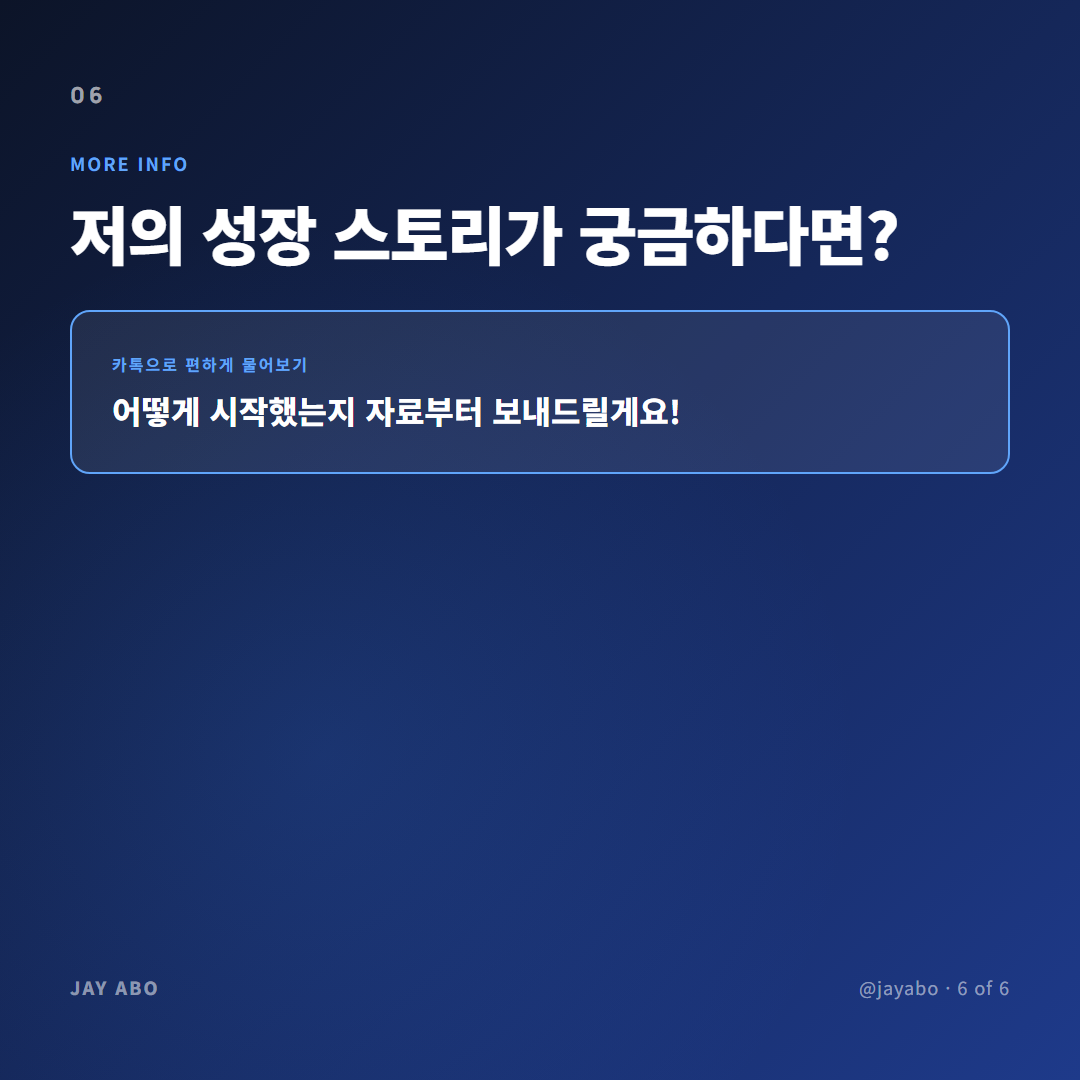 06
MORE INFO
저의 성장 스토리가 궁금하다면?
카톡으로 편하게 물어보기
어떻게 시작했는지 자료부터 보내드릴게요!
JAY ABO
@jayabo · 6 of 6